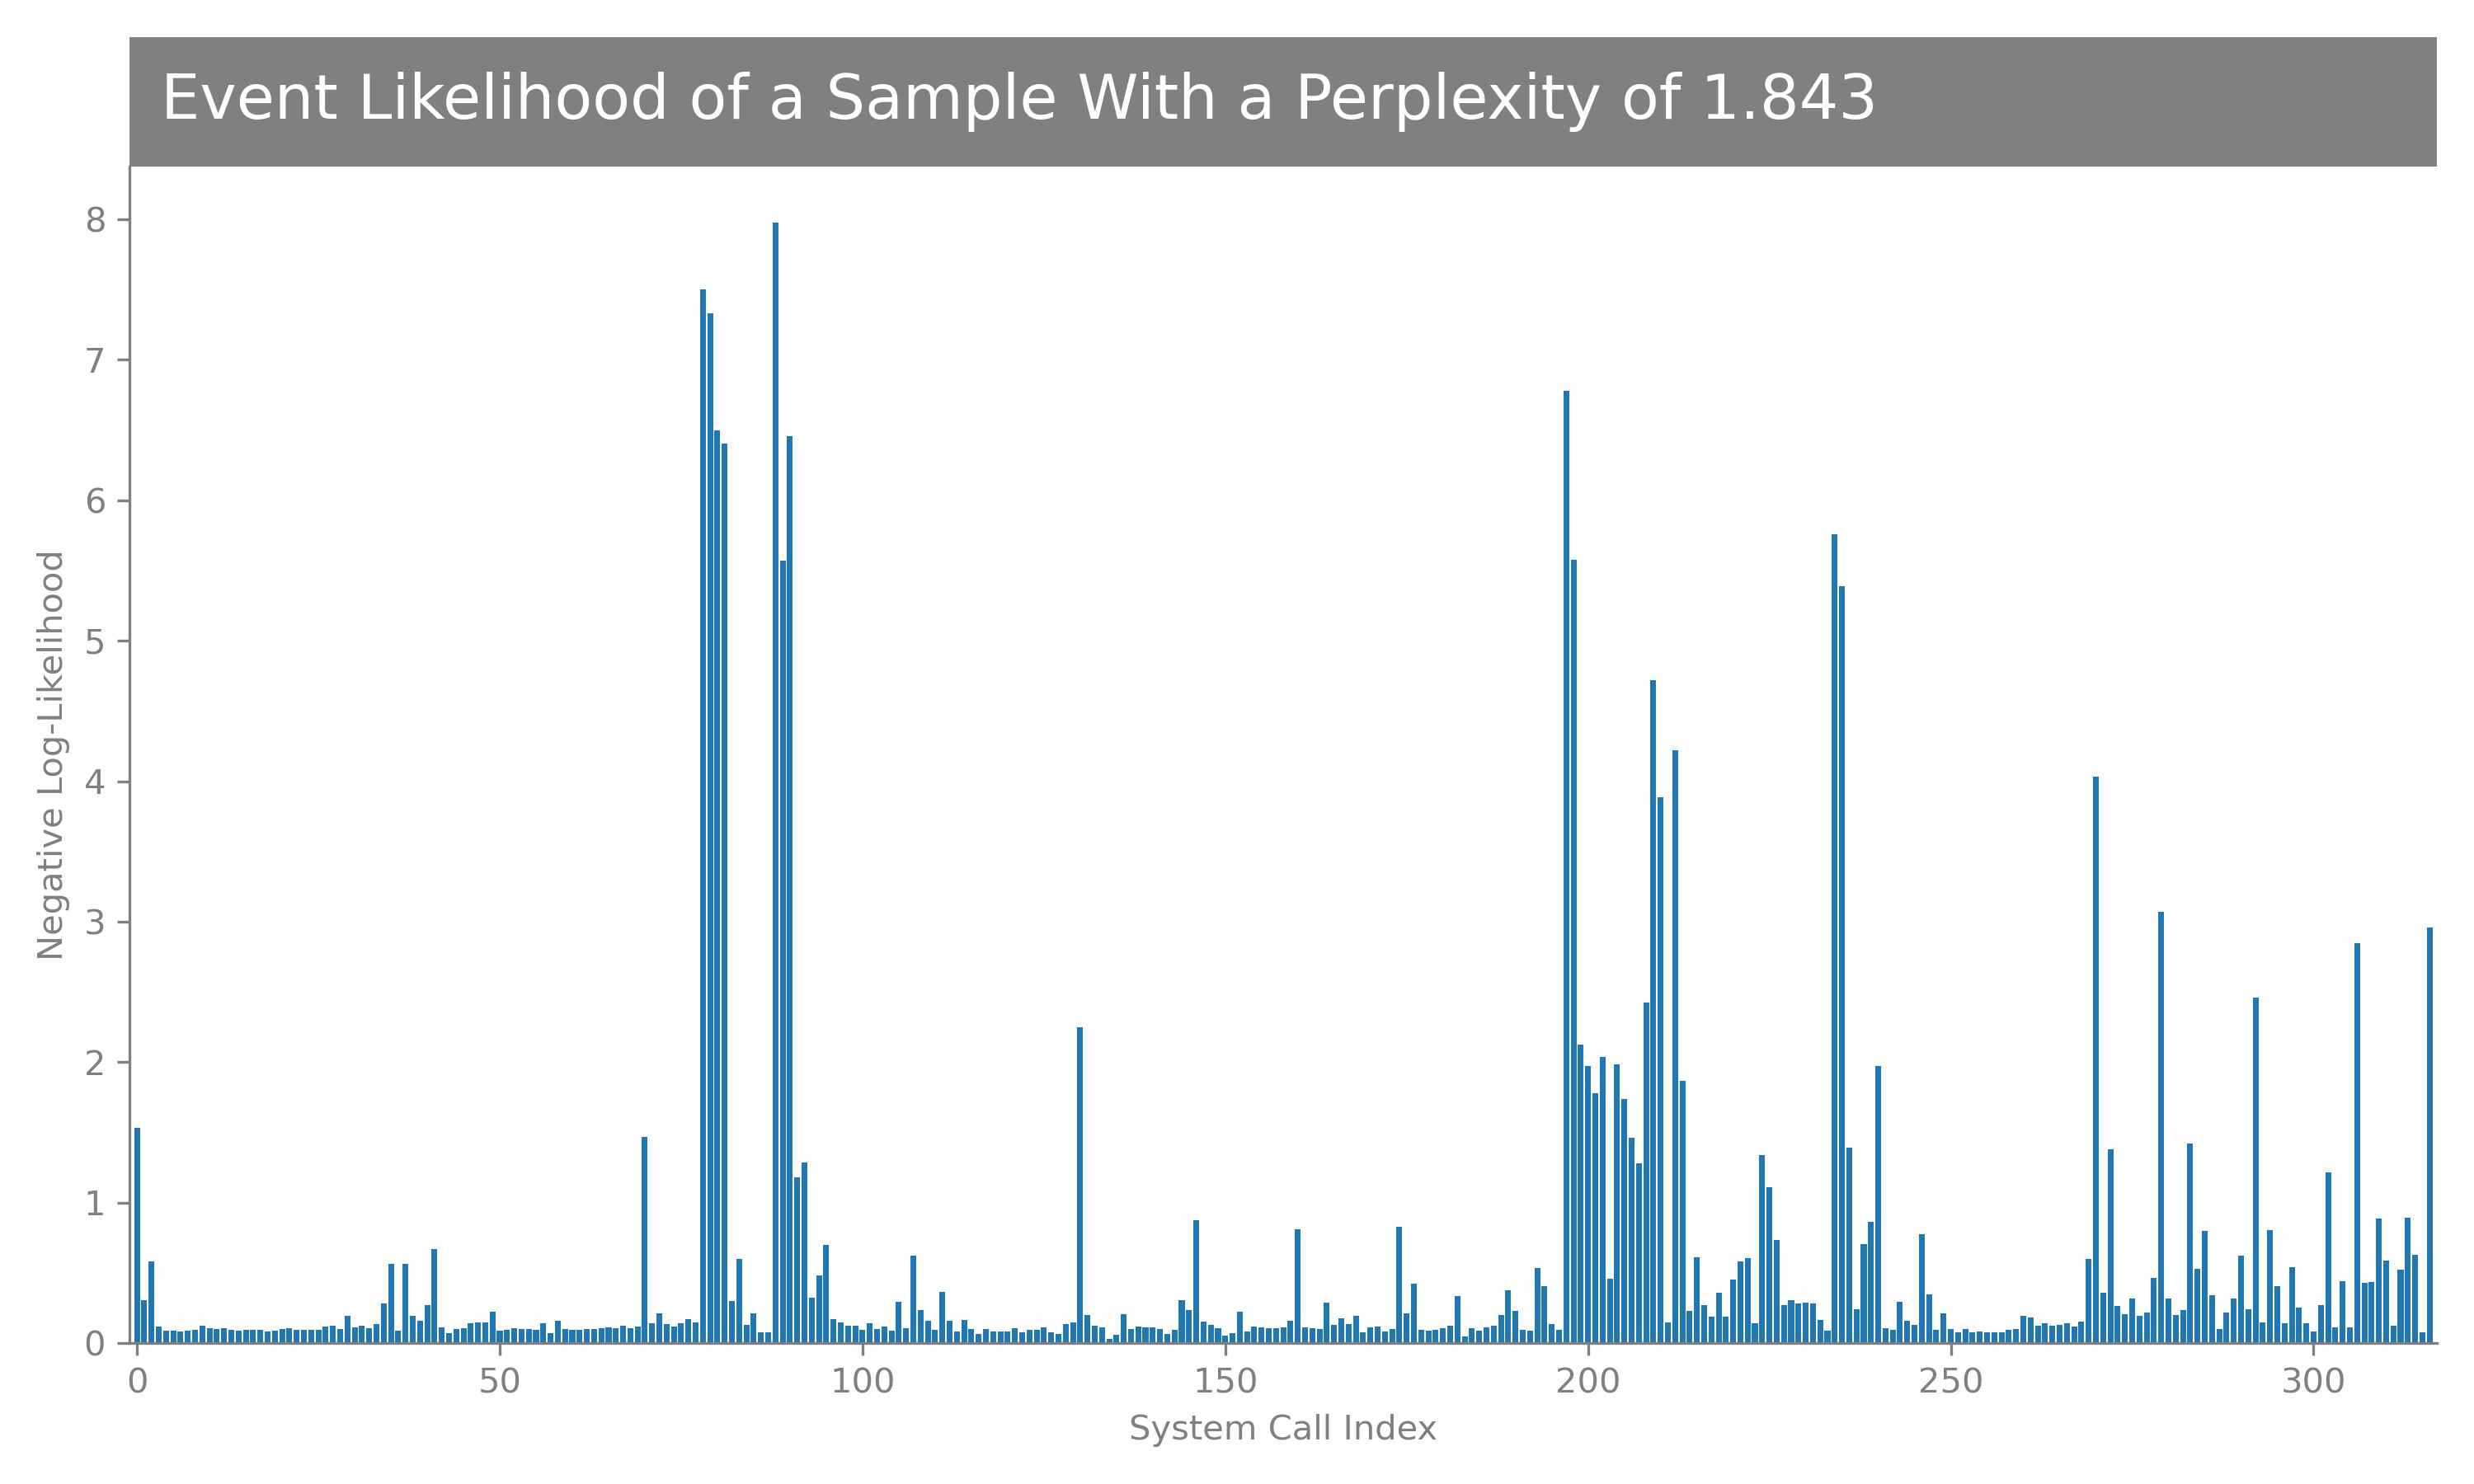 Event Likelihood of a Sample With a Perplexity of 1.843
8
7
6
5
4
3
2
1
0
Negative Log-Likelihood
0 50 100 150 200 250 300
System Call Index